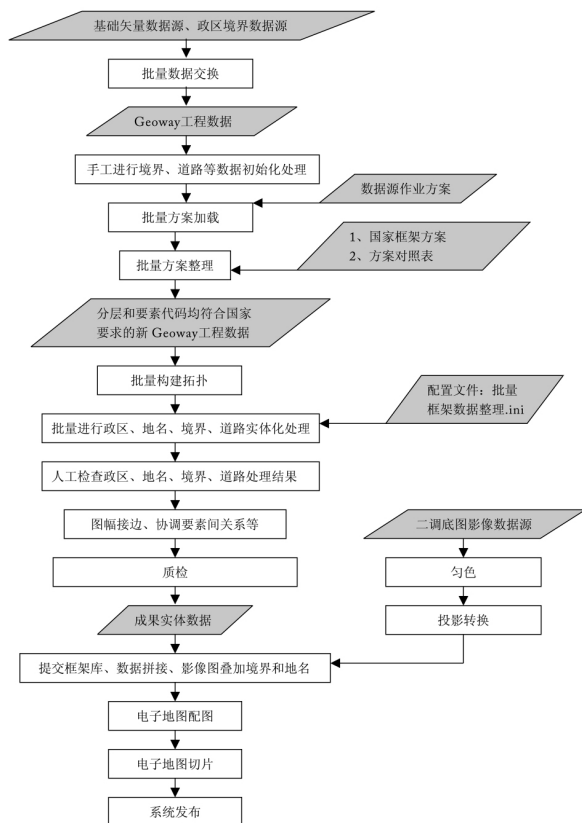 基础矢量数据源、政区境界数据源
批量数据交换
Geoway工程数据
手工进行境界、道路等数据初始化处理
数据源作业方案
批量方案加载
1、国家框架方案
2、方案对照表
批量方案整理
分层和要素代码均符合国家
要求的新 Geoway工程数据
批量构建拓扑
配置文件：批量
框架数据整理.ini
批量进行政区、地名、境界、道路实体化处理
人工检查政区、地名、境界、道路处理结果
图幅接边、协调要素间关系等
二调底图影像数据源
质检
匀色
成果实体数据
投影转换
提交框架库、数据拼接、影像图叠加境界和地名
电子地图配图
电子地图切片
系统发布